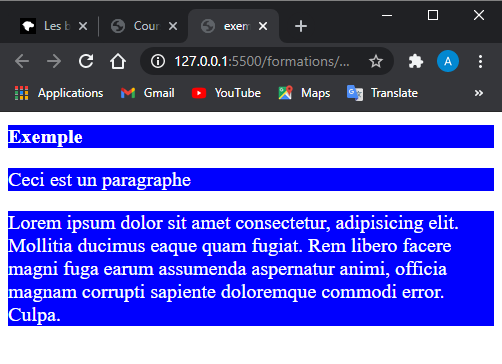 Les b
Cour
exem
127.0.0.1:5500/formations/...
A
Applications
Gmail
YouTube
Maps
Translate
»
Exemple
Ceci est un paragraphe
Lorem ipsum dolor sit amet consectetur, adipisicing elit.
Mollitia ducimus eaque quam fugiat. Rem libero facere
magni fuga earum assumenda aspernatur animi, officia
magnam corrupti sapiente doloremque commodi error.
Culpa.